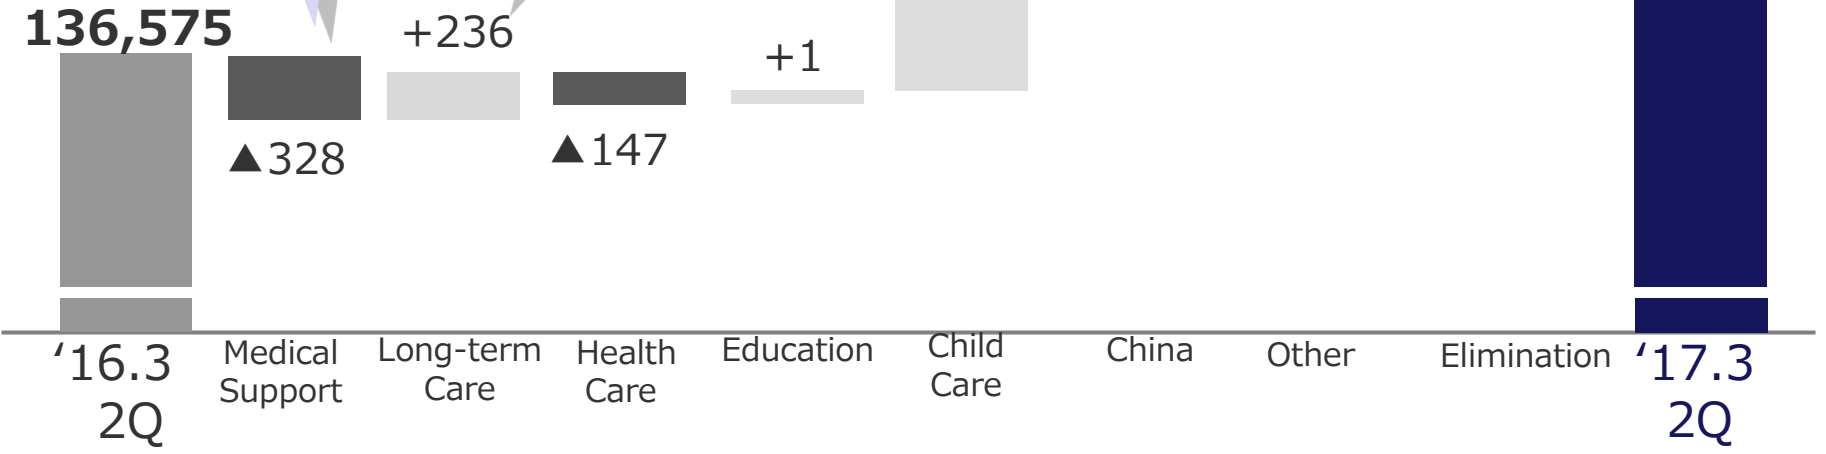 136,575
+236
+1
▲328
▲147
‘16.3
2Q
Medical
Support
Long-term
Care
Health
Care
Education
Child
Care
China
Other
Elimination
‘17.3
2Q